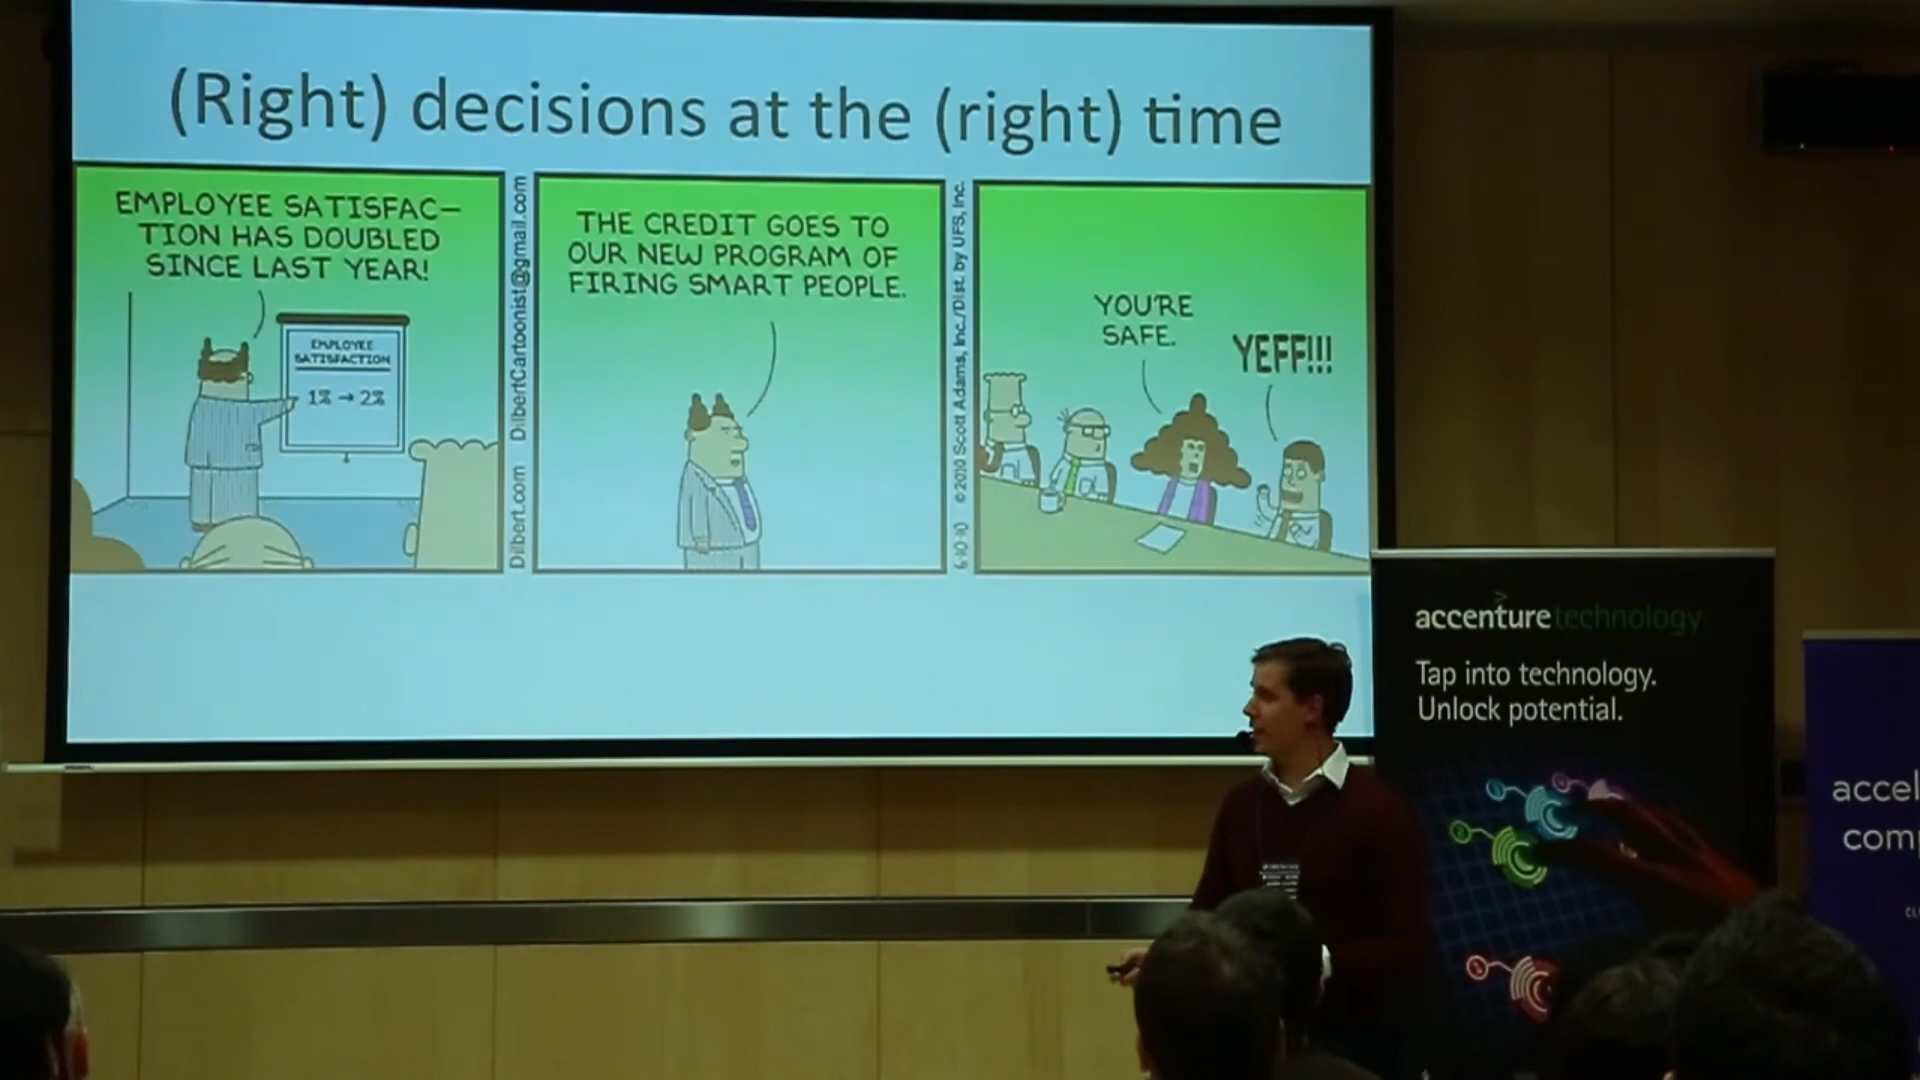 (Right) decisions at the (right) time
EMPLOYEE SATISFAC-
TION HAS DOUBLED
SINCE LAST YEAR!
EMPLOYEE
SATISFACTION
1% → 2%
Dilbert.com DilbertCartoonist@gmail.com
THE CREDIT GOES TO
OUR NEW PROGRAM OF
FIRING SMART PEOPLE.
6-10-10 © 2010 Scott Adams, Inc./Dist. by UFS, Inc.
YOU'RE
SAFE.
YEFF!!!
accenturetechnology
Tap into technology.
Unlock potential.
accel
com